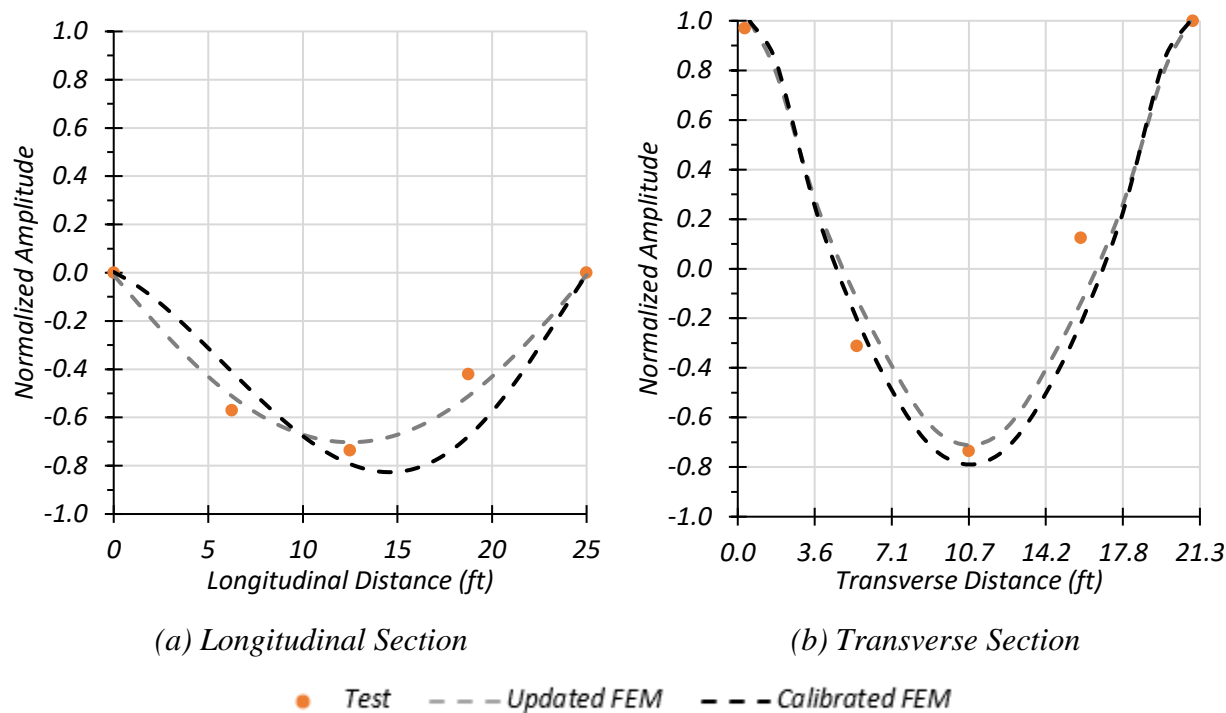 1.0
0.8
0.6
0.4
0.2
0.0
-0.2
-0.4
-0.6
-0.8
-1.0
Normalized Amplitude
0 5 10 15 20 25
Longitudinal Distance (ft)
(a) Longitudinal Section
1.0
0.8
0.6
0.4
0.2
0.0
-0.2
-0.4
-0.6
-0.8
-1.0
Normalized Amplitude
0.0 3.6 7.1 10.7 14.2 17.8 21.3
Transverse Distance (ft)
(b) Transverse Section
Test Updated FEM Calibrated FEM